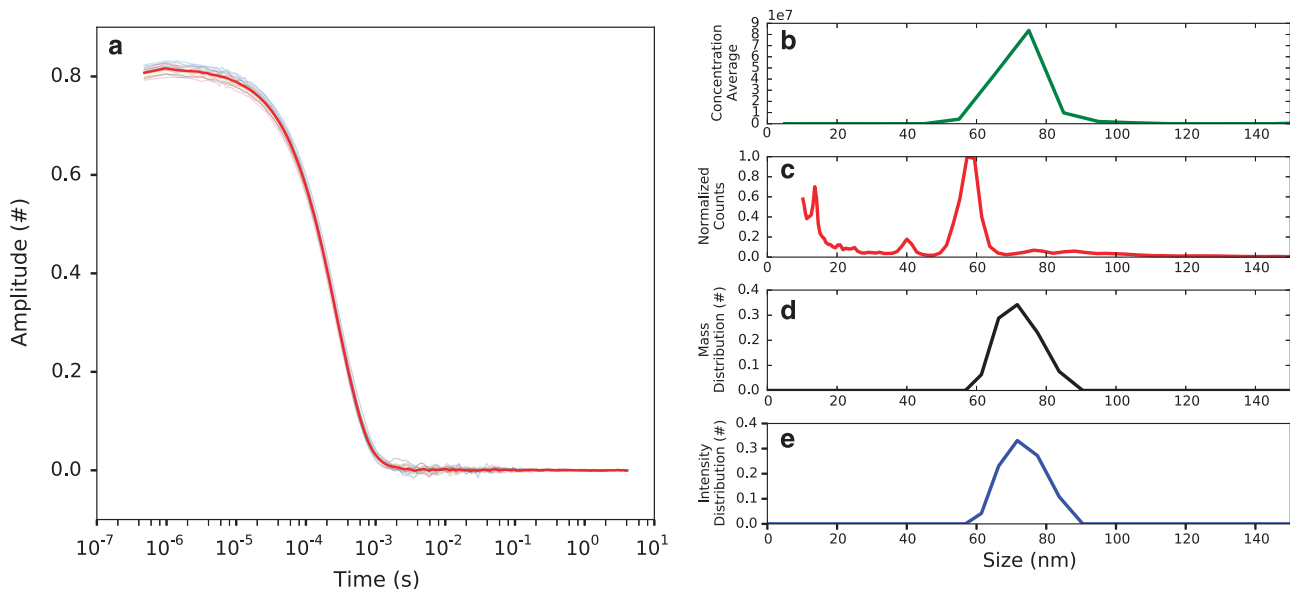 a
Amplitude (#)
0.8
0.6
0.4
0.2
0.0
10-7 10-6 10-5 10-4 10-3 10-2 10-1 100 101
Time (s)
1e7
b
Concentration
Average
9
8
7
6
5
4
3
2
1
0
0 20 40 60 80 100 120 140
c
Normalized
Counts
1.0
0.8
0.6
0.4
0.2
0.0
0 20 40 60 80 100 120 140
d
Mass
Distribution (#)
0.4
0.3
0.2
0.1
0.0
0 20 40 60 80 100 120 140
e
Intensity
Distribution (#)
0.4
0.3
0.2
0.1
0.0
0 20 40 60 80 100 120 140
Size (nm)